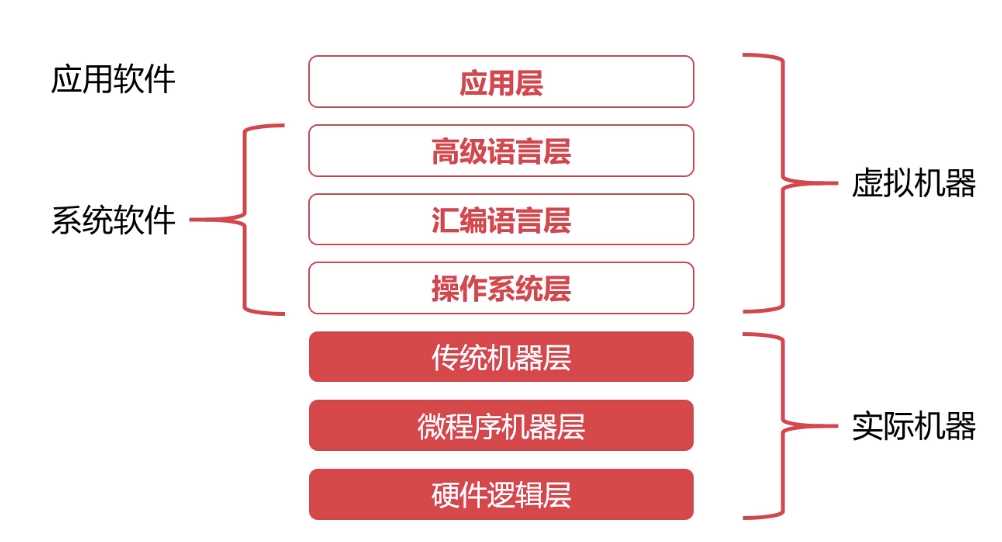 应用软件
应用层
高级语言层
虚拟机器
系统软件
汇编语言层
操作系统层
传统机器层
微程序机器层
实际机器
硬件逻辑层